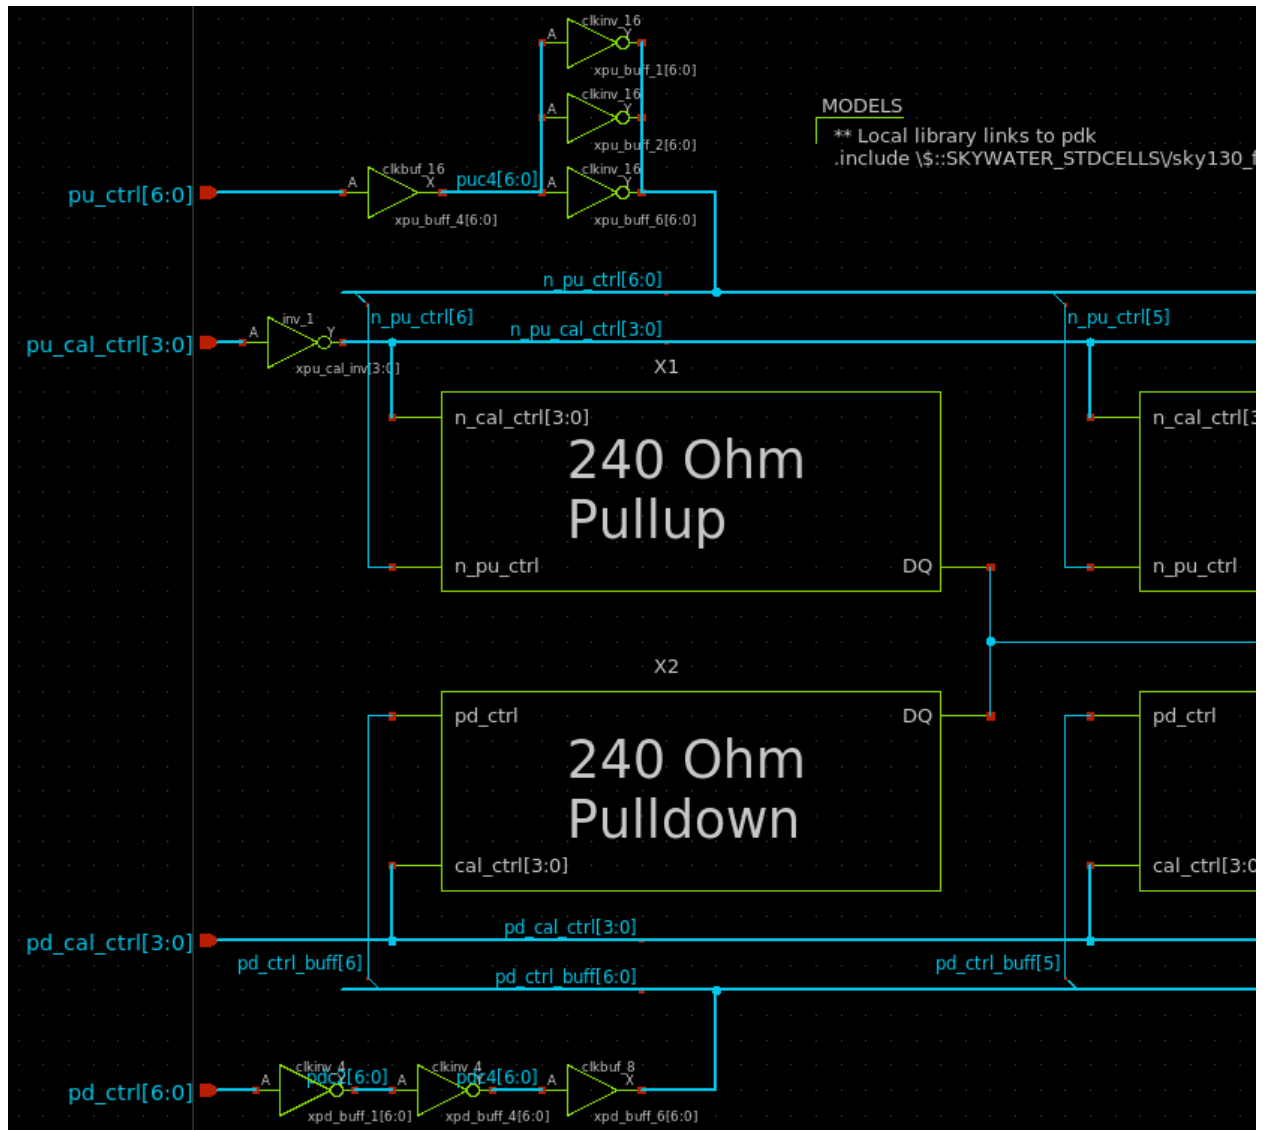 clkinv_16
A
Y
xpu_buff_1[6:0]
clkinv_16
A
Y
xpu_buff_2[6:0]
MODELS
** Local library links to pdk
.include \$::SKYWATER_STDCELLS\/sky130_f
pu_ctrl[6:0]
clkbuf_16
A
X
xpu_buff_4[6:0]
puc4[6:0]
clkinv_16
A
Y
xpu_buff_6[6:0]
n_pu_ctrl[6:0]
n_pu_ctrl[6]
n_pu_ctrl[5]
pu_cal_ctrl[3:0]
inv_1
A
Y
xpu_cal_inv[3:0]
n_pu_cal_ctrl[3:0]
X1
n_cal_ctrl[3:0]
240 Ohm
Pullup
n_pu_ctrl
DQ
n_cal_ctrl[3
n_pu_ctrl
X2
pd_ctrl
DQ
240 Ohm
Pulldown
cal_ctrl[3:0]
pd_ctrl
cal_ctrl[3:0
pd_cal_ctrl[3:0]
pd_cal_ctrl[3:0]
pd_ctrl_buff[6]
pd_ctrl_buff[6:0]
pd_ctrl_buff[5]
pd_ctrl[6:0]
clkinv_4
A
Y
pdc2[6:0]
xpd_buff_1[6:0]
clkinv_4
A
Y
pdc4[6:0]
xpd_buff_4[6:0]
clkbuf_8
A
X
xpd_buff_6[6:0]